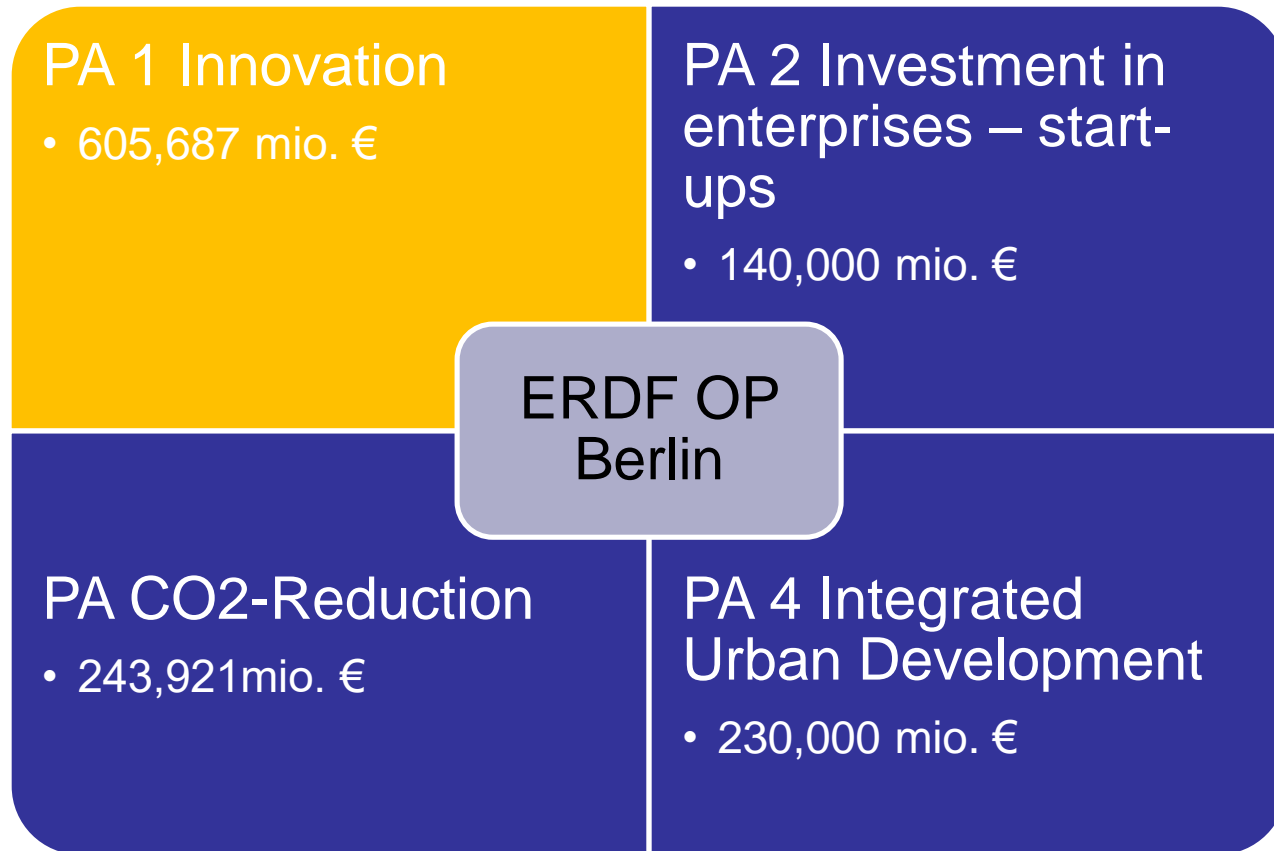 PA 1 Innovation
• 605,687 mio. €
PA 2 Investment in
enterprises – start-
ups
• 140,000 mio. €
ERDF OP
Berlin
PA CO2-Reduction
• 243,921mio. €
PA 4 Integrated
Urban Development
• 230,000 mio. €